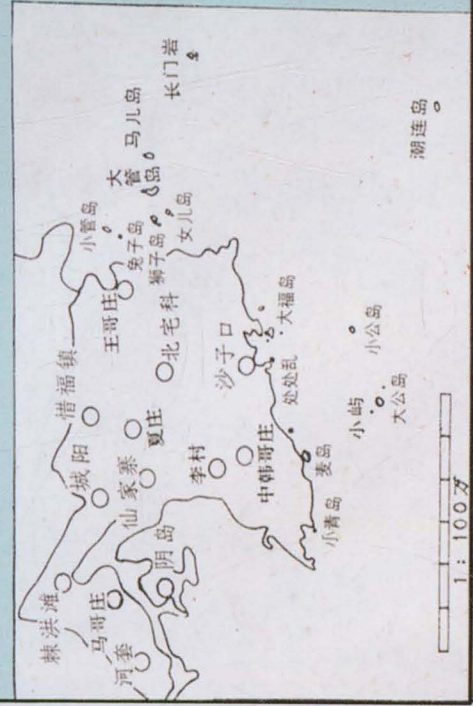 棘洪滩
马哥庄
河套
阴岛
城阳
仙家寨
惜福镇
夏庄
李村
中韩哥庄
王哥庄
北宅科
沙子口
处处乱
麦岛
小青岛
小管岛
兔子岛
狮子岛
女儿岛
大管岛
马儿岛
长门岩
大福岛
小屿
大公岛
小公岛
潮连岛
1:100万